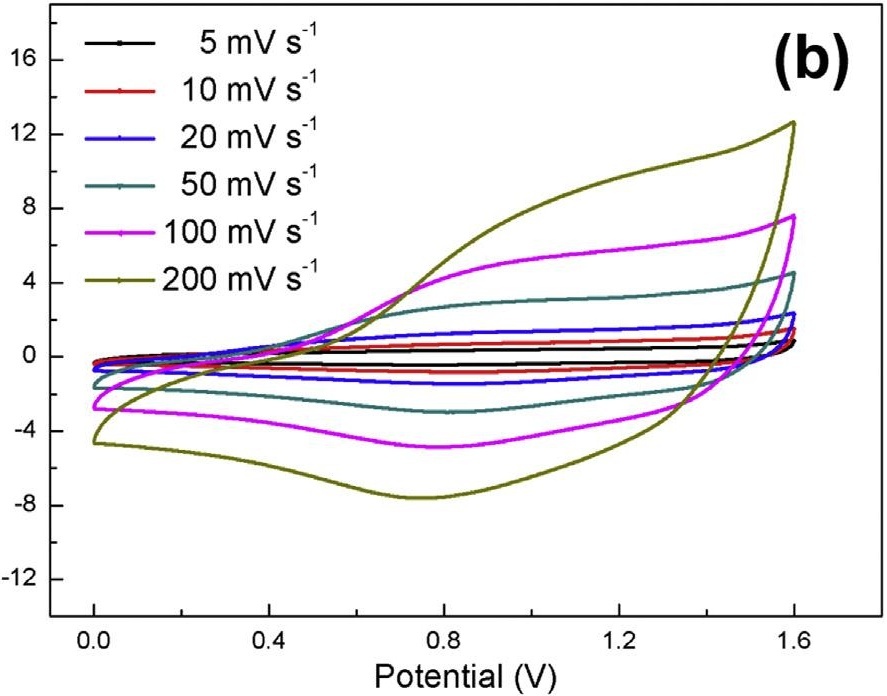 (b)
5 mV s⁻¹
10 mV s⁻¹
20 mV s⁻¹
50 mV s⁻¹
100 mV s⁻¹
200 mV s⁻¹
16
12
8
4
0
-4
-8
-12
0.0 0.4 0.8 1.2 1.6
Potential (V)